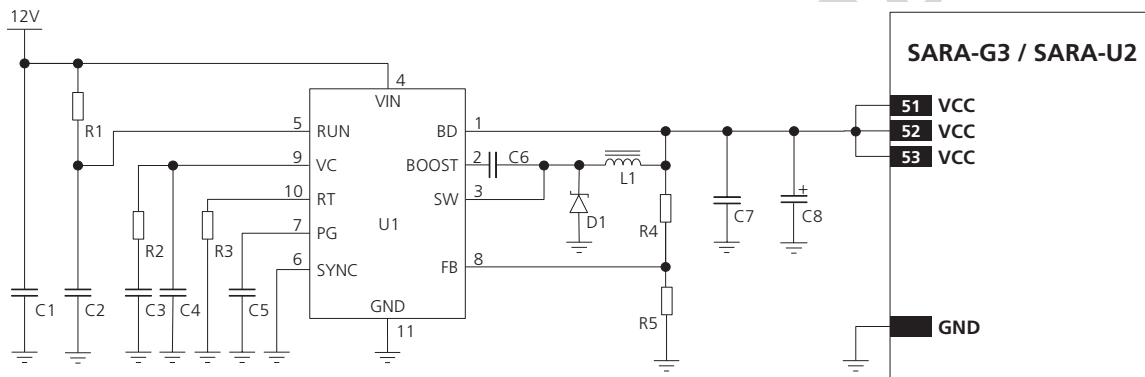 12V
SARA-G3 / SARA-U2
4
VIN
51 VCC
R1
5 RUN
BD 1
52 VCC
53 VCC
9 VC
BOOST 2
C6
L1
10 RT
SW 3
D1
R2
R3
7 PG
U1
R4
C7
+
C8
6 SYNC
FB 8
C1
C2
C3
C4
C5
GND
11
R5
GND